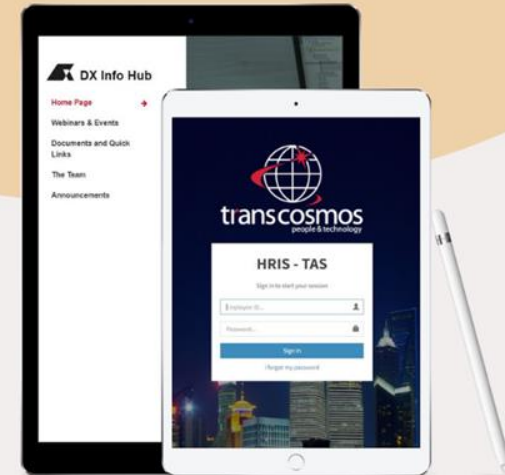 DX Info Hub
Home Page
Webinars & Events
Documents and Quick
Links
The Team
Announcements
transcosmos
people & technology
HRIS - TAS
Sign in to start your session
Employee ID...
Password...
Sign in
I forgot my password